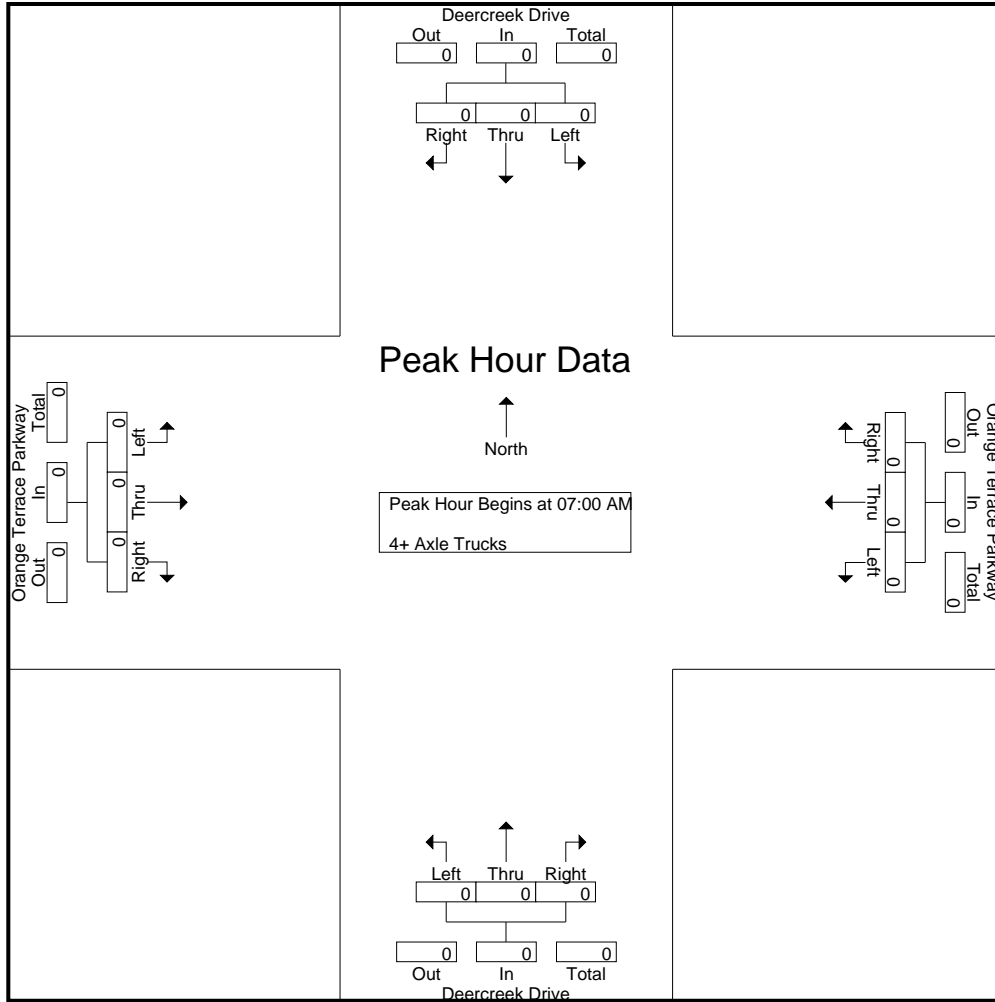 Deercreek Drive
Out In Total
0 0 0
0 0 0
Right Thru Left
Peak Hour Data
North
Peak Hour Begins at 07:00 AM
4+ Axle Trucks
Orange Terrace Parkway
Total In Out
0 0 0
0 0 0
Left Thru Right
Orange Terrace Parkway
Out In Total
0 0 0
0 0 0
Right Thru Left
Left Thru Right
0 0 0
0 0 0
Out In Total
Deercreek Drive